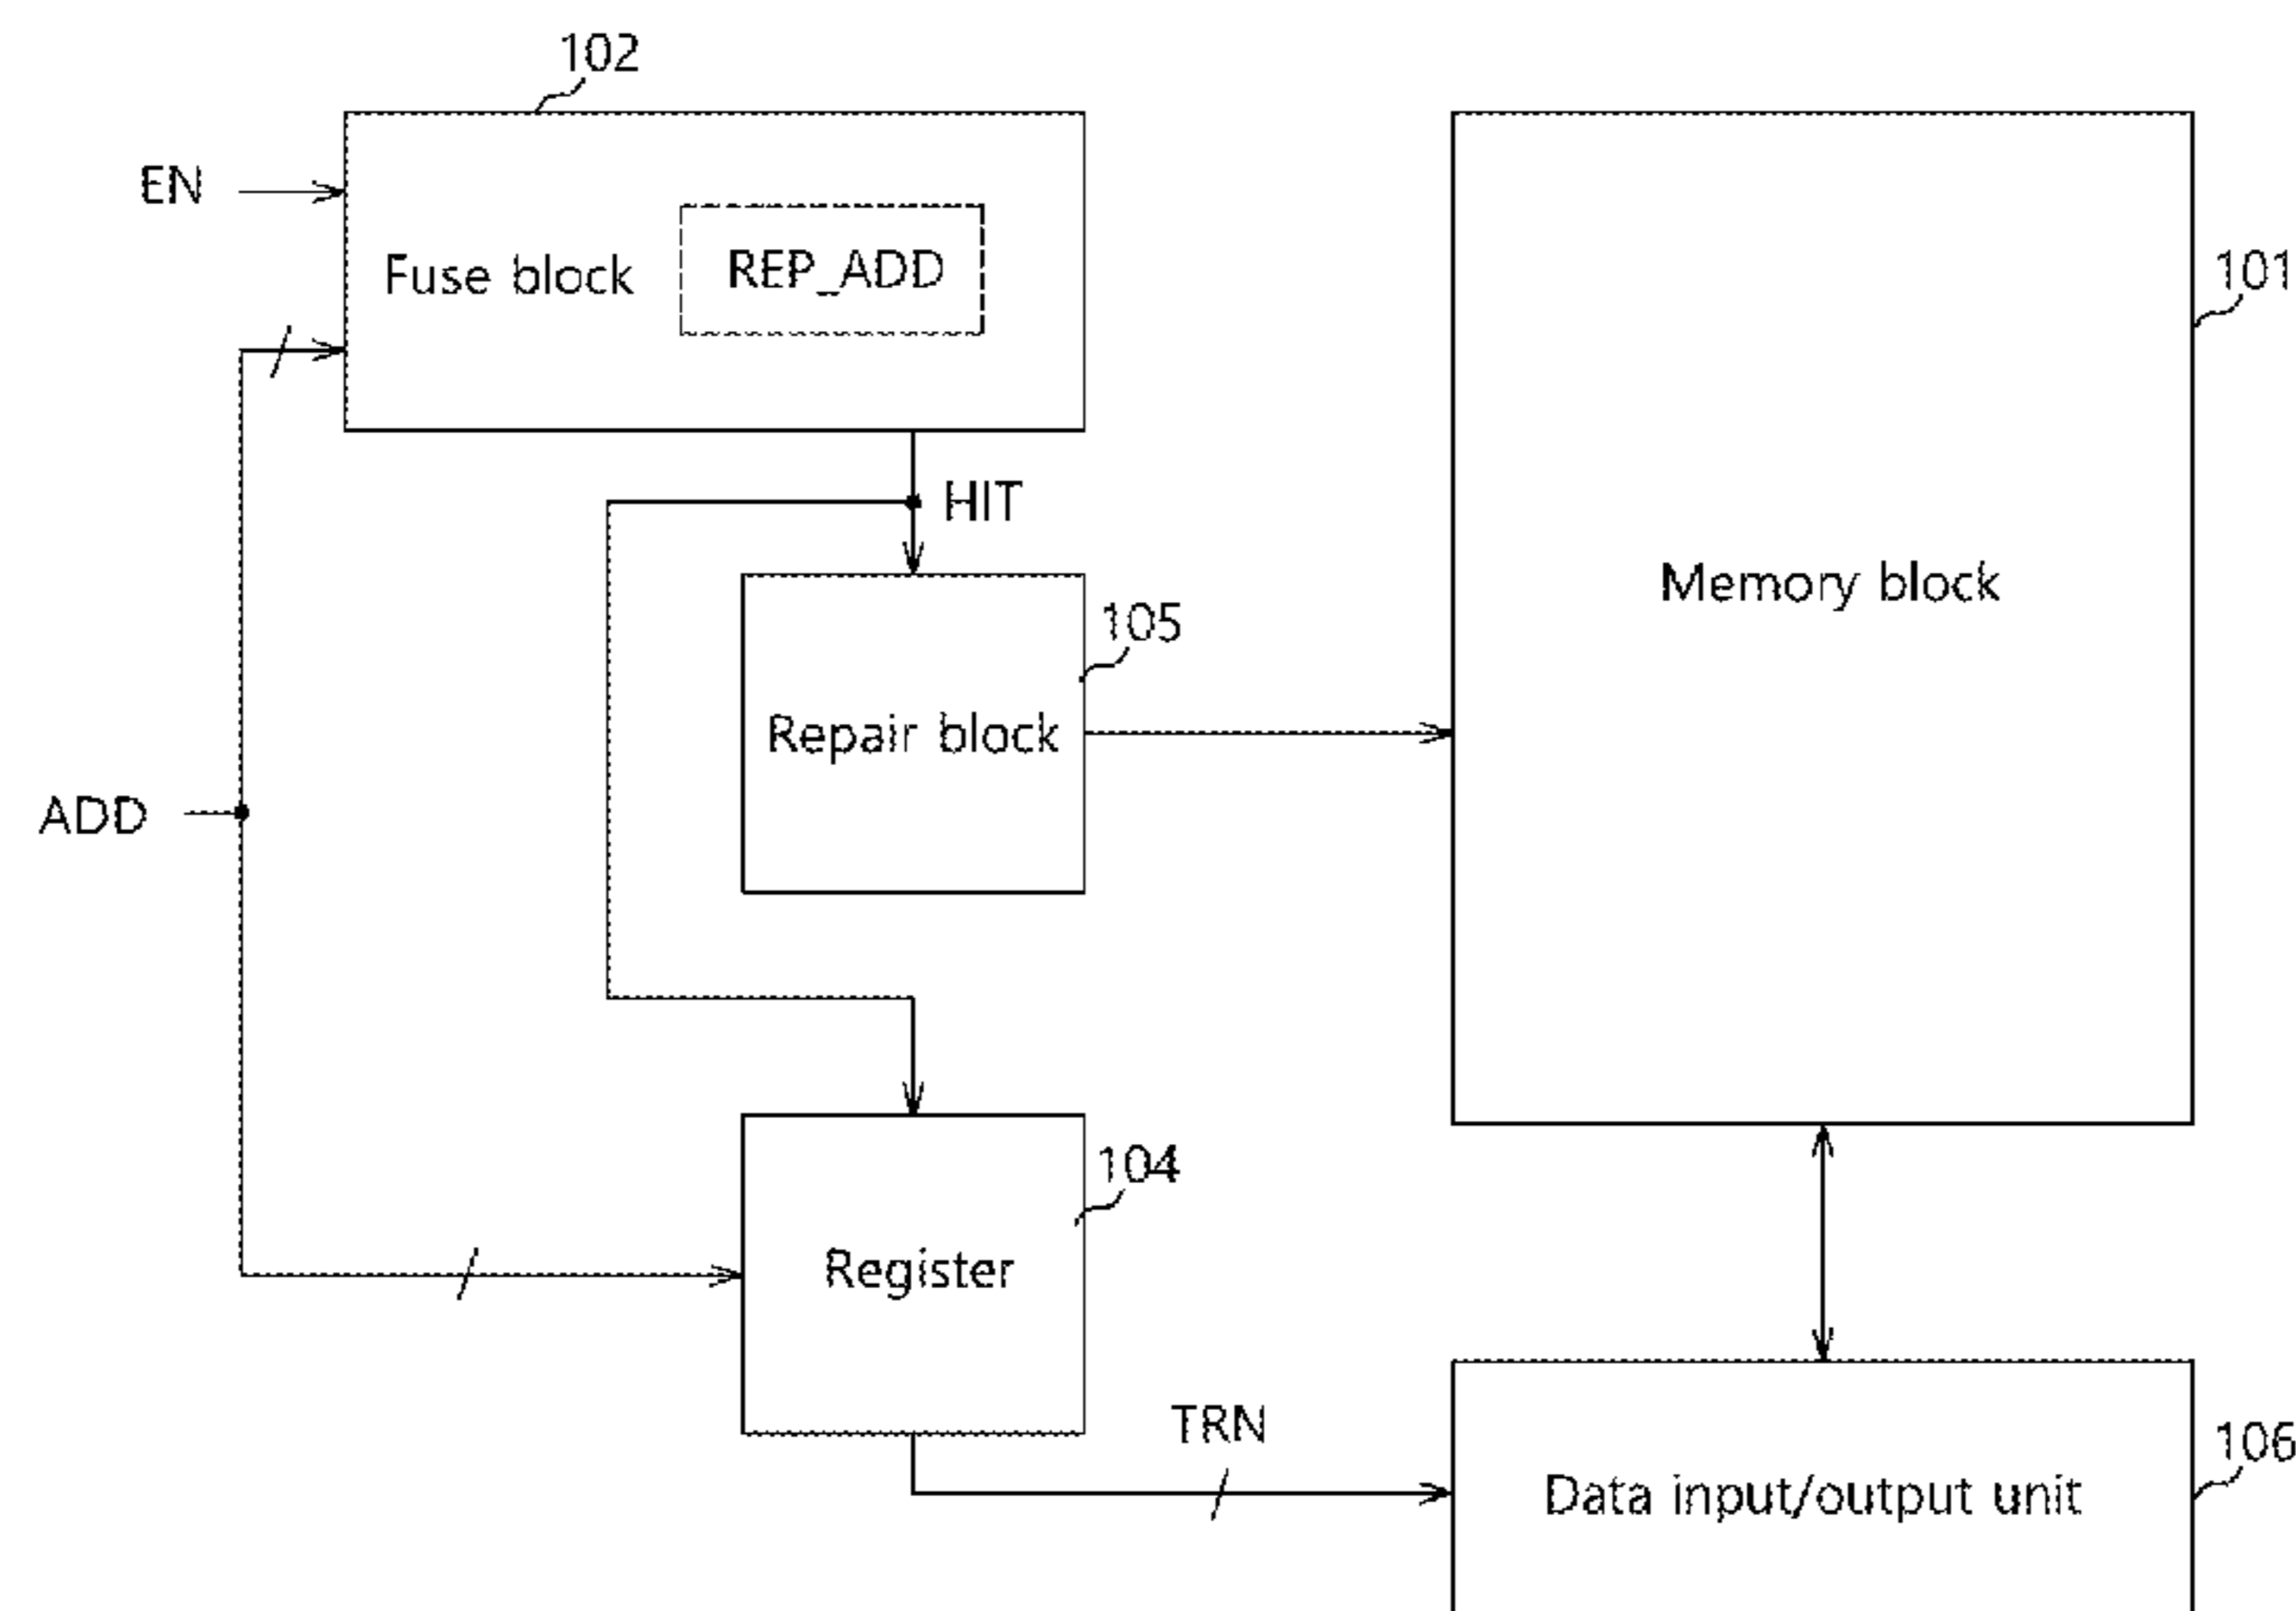 102
EN
Fuse block
REP_ADD
101
HIT
Memory block
105
Repair block
ADD
104
Register
TRN
106
Data input/output unit